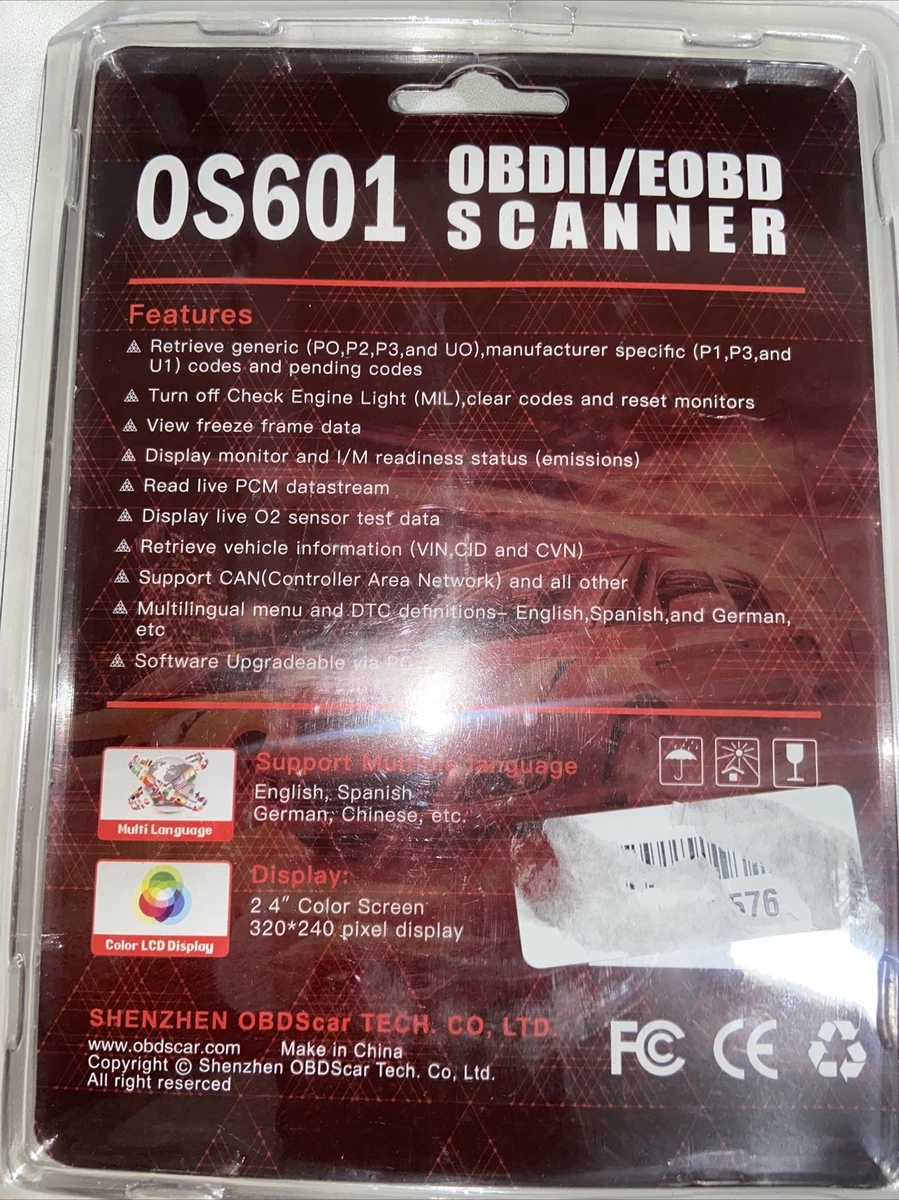 OS601
OBDII/EOBD
SCANNER
Features
Retrieve generic (PO,P2,P3,and UO),manufacturer specific (P1,P3,and
U1) codes and pending codes
Turn off Check Engine Light (MIL),clear codes and reset monitors
View freeze frame data
Display monitor and I/M readiness status (emissions)
Read live PCM datastream
Display live O2 sensor test data
Retrieve vehicle information (VIN,CID and CVN)
Support CAN(Controller Area Network) and all other
Multilingual menu and DTC definitions– English,Spanish,and German,
etc
Software Upgradeable via PC
Multi Language
Support Multiple language
English, Spanish
German, Chinese, etc.
Color LCD Display
Display:
2.4" Color Screen
320*240 pixel display
576
SHENZHEN OBDScar TECH. CO, LTD.
www.obdscar.com Make in China
Copyright © Shenzhen OBDScar Tech. Co, Ltd.
All right reserced
FC CE